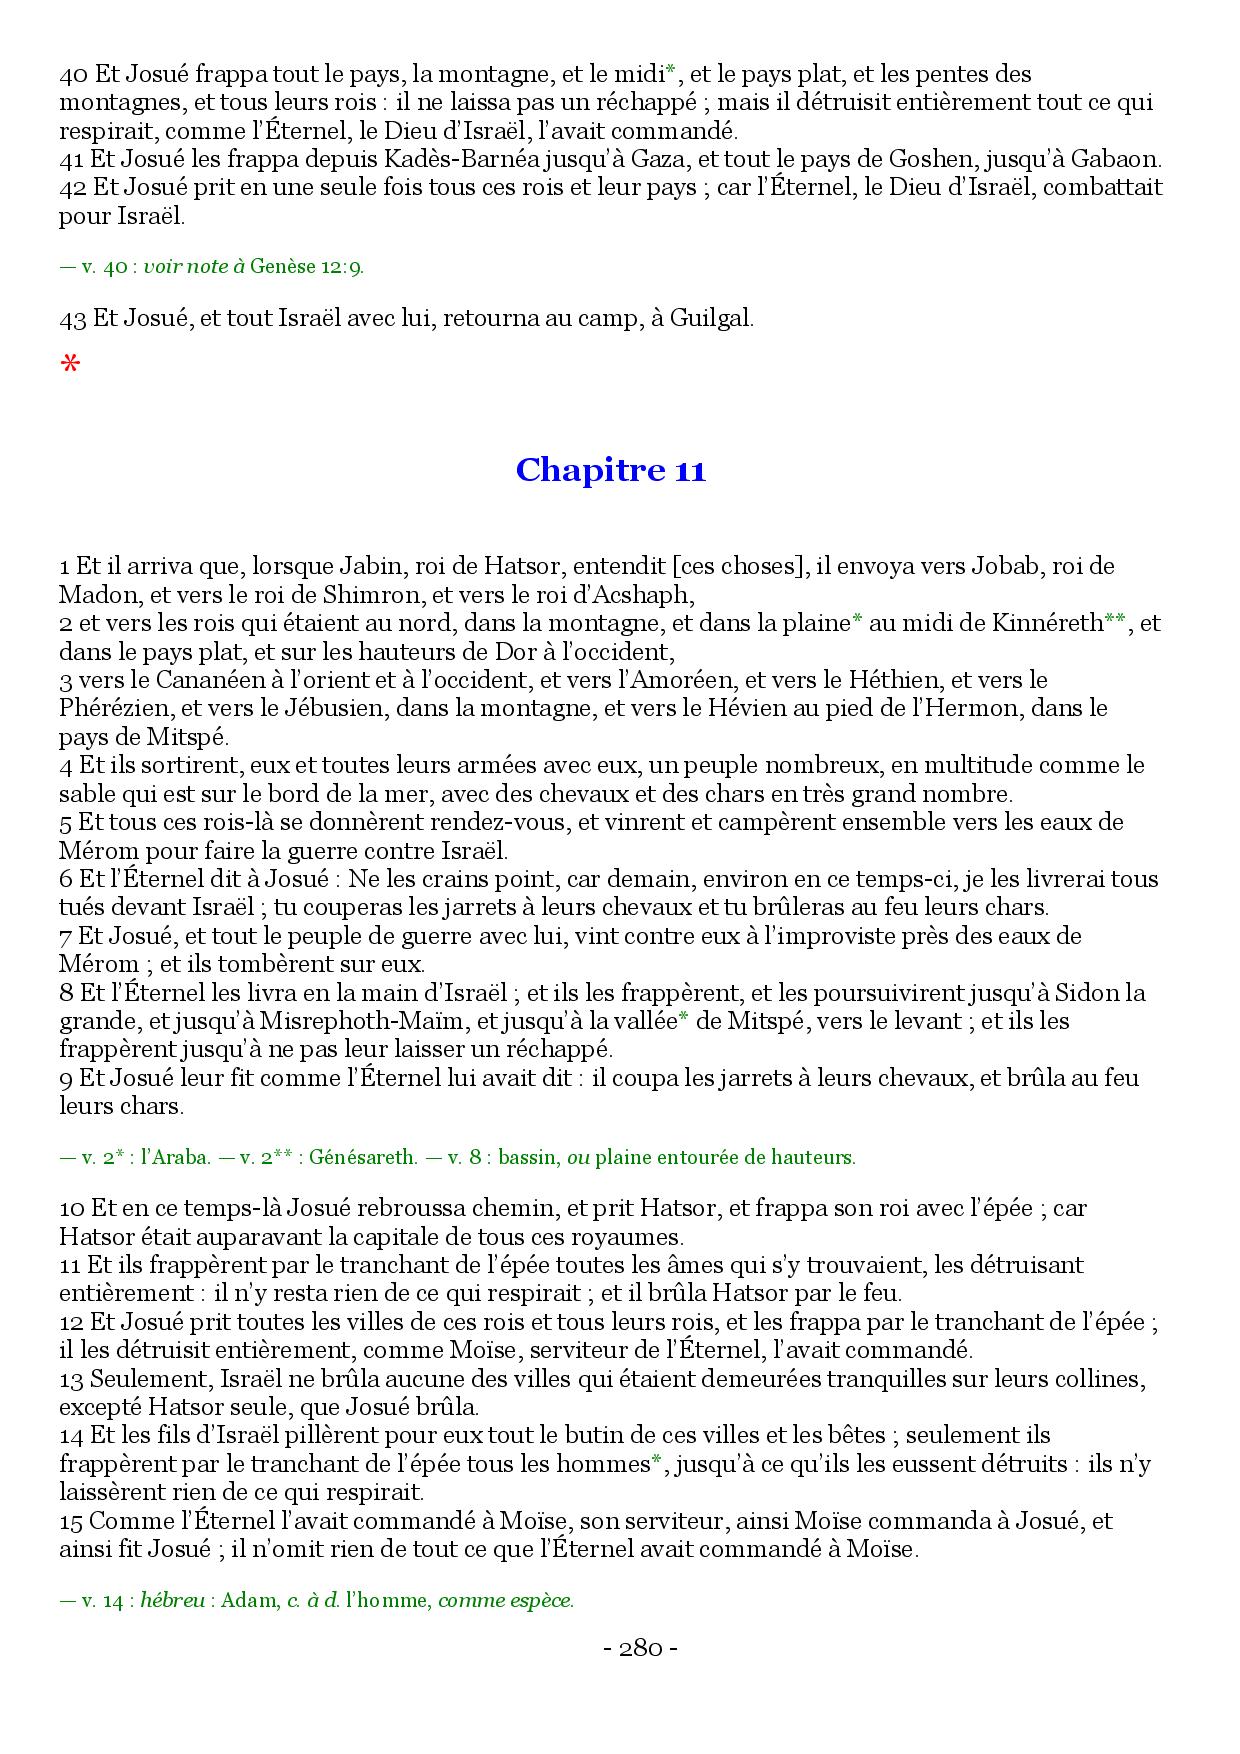 40 Et Josué frappa tout le pays, la montagne, et le midi*, et le pays plat, et les pentes des
montagnes, et tous leurs rois : il ne laissa pas un réchappé ; mais il détruisit entièrement tout ce qui
respirait, comme l’Éternel, le Dieu d’Israël, l’avait commandé.
41 Et Josué les frappa depuis Kadès-Barnéa jusqu’à Gaza, et tout le pays de Goshen, jusqu’à Gabaon.
42 Et Josué prit en une seule fois tous ces rois et leur pays ; car l’Éternel, le Dieu d’Israël, combattait
pour Israël.
— v. 40 : voir note à Genèse 12:9.
43 Et Josué, et tout Israël avec lui, retourna au camp, à Guilgal.
*
Chapitre 11
1 Et il arriva que, lorsque Jabin, roi de Hatsor, entendit [ces choses], il envoya vers Jobab, roi de
Madon, et vers le roi de Shimron, et vers le roi d’Acshaph,
2 et vers les rois qui étaient au nord, dans la montagne, et dans la plaine* au midi de Kinnéreth**, et
dans le pays plat, et sur les hauteurs de Dor à l’occident,
3 vers le Cananéen à l’orient et à l’occident, et vers l’Amoréen, et vers le Héthien, et vers le
Phérézien, et vers le Jébusien, dans la montagne, et vers le Hévien au pied de l’Hermon, dans le
pays de Mitspé.
4 Et ils sortirent, eux et toutes leurs armées avec eux, un peuple nombreux, en multitude comme le
sable qui est sur le bord de la mer, avec des chevaux et des chars en très grand nombre.
5 Et tous ces rois-là se donnèrent rendez-vous, et vinrent et campèrent ensemble vers les eaux de
Mérom pour faire la guerre contre Israël.
6 Et l’Éternel dit à Josué : Ne les crains point, car demain, environ en ce temps-ci, je les livrerai tous
tués devant Israël ; tu couperas les jarrets à leurs chevaux et tu brûleras au feu leurs chars.
7 Et Josué, et tout le peuple de guerre avec lui, vint contre eux à l’improviste près des eaux de
Mérom ; et ils tombèrent sur eux.
8 Et l’Éternel les livra en la main d’Israël ; et ils les frappèrent, et les poursuivirent jusqu’à Sidon la
grande, et jusqu’à Misrephoth-Maïm, et jusqu’à la vallée* de Mitspé, vers le levant ; et ils les
frappèrent jusqu’à ne pas leur laisser un réchappé.
9 Et Josué leur fit comme l’Éternel lui avait dit : il coupa les jarrets à leurs chevaux, et brûla au feu
leurs chars.
— v. 2* : l’Araba. — v. 2** : Génésareth. — v. 8 : bassin, ou plaine entourée de hauteurs.
10 Et en ce temps-là Josué rebroussa chemin, et prit Hatsor, et frappa son roi avec l’épée ; car
Hatsor était auparavant la capitale de tous ces royaumes.
11 Et ils frappèrent par le tranchant de l’épée toutes les âmes qui s’y trouvaient, les détruisant
entièrement : il n’y resta rien de ce qui respirait ; et il brûla Hatsor par le feu.
12 Et Josué prit toutes les villes de ces rois et tous leurs rois, et les frappa par le tranchant de l’épée ;
il les détruisit entièrement, comme Moïse, serviteur de l’Éternel, l’avait commandé.
13 Seulement, Israël ne brûla aucune des villes qui étaient demeurées tranquilles sur leurs collines,
excepté Hatsor seule, que Josué brûla.
14 Et les fils d’Israël pillèrent pour eux tout le butin de ces villes et les bêtes ; seulement ils
frappèrent par le tranchant de l’épée tous les hommes*, jusqu’à ce qu’ils les eussent détruits : ils n’y
laissèrent rien de ce qui respirait.
15 Comme l’Éternel l’avait commandé à Moïse, son serviteur, ainsi Moïse commanda à Josué, et
ainsi fit Josué ; il n’omit rien de tout ce que l’Éternel avait commandé à Moïse.
— v. 14 : hébreu : Adam, c. à d. l’homme, comme espèce.
- 280 -